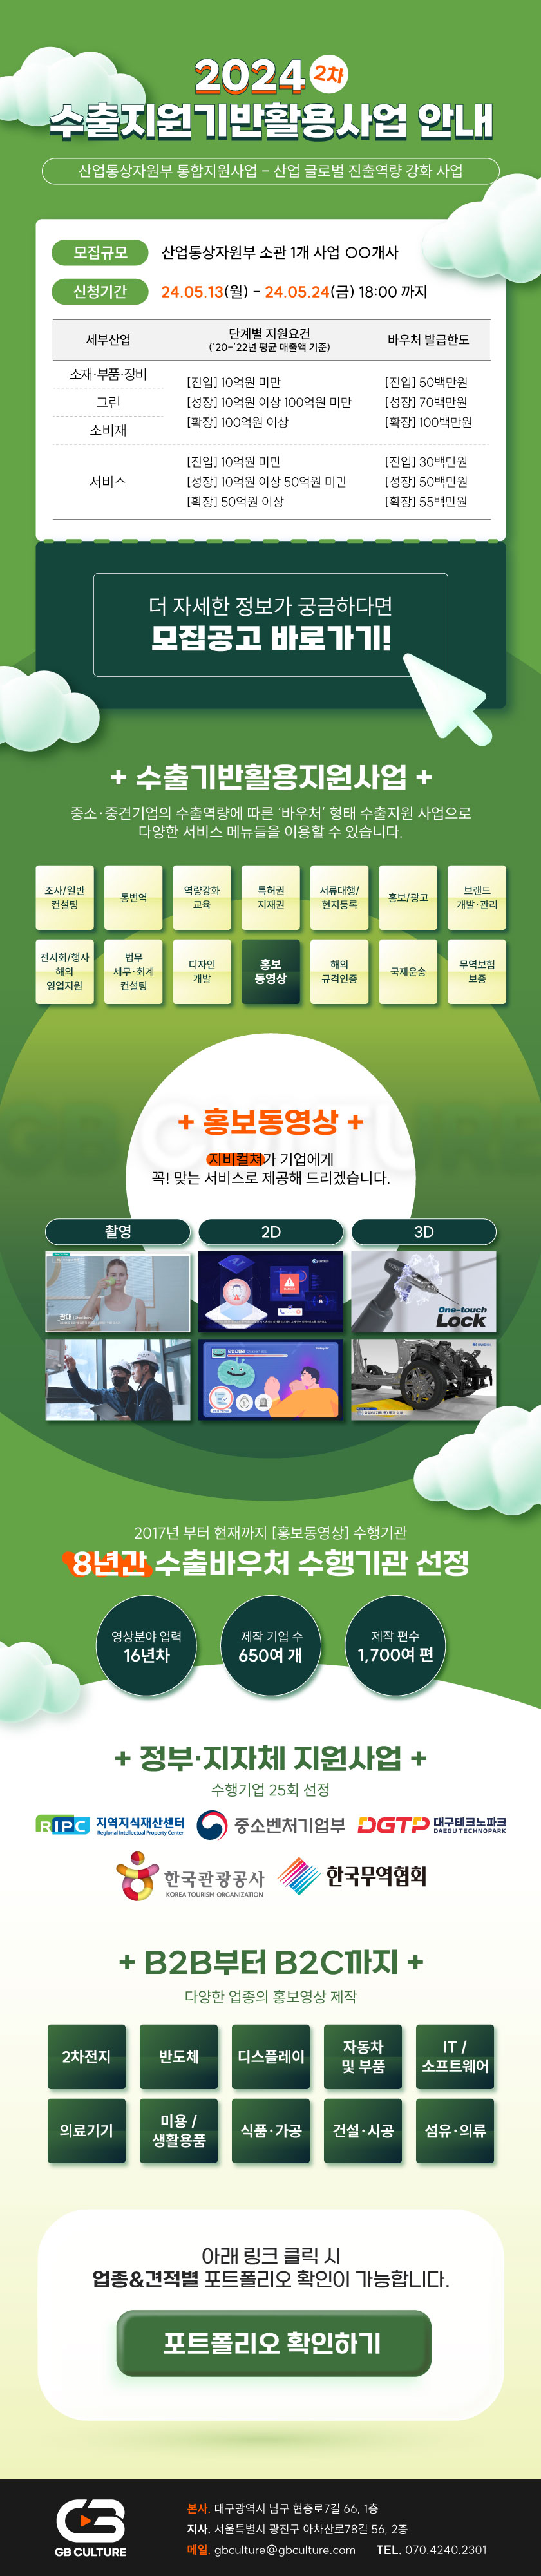 2024 2차
수출지원기반활용사업 안내
산업통상자원부 통합지원사업 - 산업 글로벌 진출역량 강화 사업
모집규모 산업통상자원부 소관 1개 사업 ○○개사
신청기간 24.05.13(월) - 24.05.24(금) 18:00 까지
세부산업 단계별 지원요건 바우처 발급한도
('20-'22년 평균 매출액 기준)
소재·부품·장비
그린
소비재
[진입] 10억원 미만 [진입] 50백만원
[성장] 10억원 이상 100억원 미만 [성장] 70백만원
[확장] 100억원 이상 [확장] 100백만원
서비스
[진입] 10억원 미만 [진입] 30백만원
[성장] 10억원 이상 50억원 미만 [성장] 50백만원
[확장] 50억원 이상 [확장] 55백만원
더 자세한 정보가 궁금하다면
모집공고 바로가기!
+ 수출기반활용지원사업 +
중소·중견기업의 수출역량에 따른 '바우처' 형태 수출지원 사업으로
다양한 서비스 메뉴들을 이용할 수 있습니다.
조사/일반
컨설팅
통번역
역량강화
교육
특허권
지재권
서류대행/
현지등록
홍보/광고
브랜드
개발·관리
전시회/행사
해외
영업지원
법무
세무·회계
컨설팅
디자인
개발
홍보
동영상
해외
규격인증
국제운송
무역보험
보증
GB CULTURE
+ 홍보동영상 +
지비컬쳐가 기업에게
꼭! 맞는 서비스로 제공해 드리겠습니다.
촬영 2D 3D
One-touch
Lock
2017년 부터 현재까지 [홍보동영상] 수행기관
8년간 수출바우처 수행기관 선정
영상분야 업력
16년차
제작 기업 수
650여 개
제작 편수
1,700여 편
+ 정부·지자체 지원사업 +
수행기업 25회 선정
RIPC 지역지식재산센터
Regional Intellectual Property Center
중소벤처기업부
DGTP 대구테크노파크
DAEGU TECHNOPARK
한국관광공사
KOREA TOURISM ORGANIZATION
한국무역협회
+ B2B부터 B2C까지 +
다양한 업종의 홍보영상 제작
2차전지
반도체
디스플레이
자동차
및 부품
IT /
소프트웨어
의료기기
미용 /
생활용품
식품·가공
건설·시공
섬유·의류
아래 링크 클릭 시
업종&견적별 포트폴리오 확인이 가능합니다.
포트폴리오 확인하기
GB CULTURE
본사. 대구광역시 남구 현충로7길 66, 1층
지사. 서울특별시 광진구 아차산로78길 56, 2층
메일. gbculture@gbculture.com TEL. 070.4240.2301